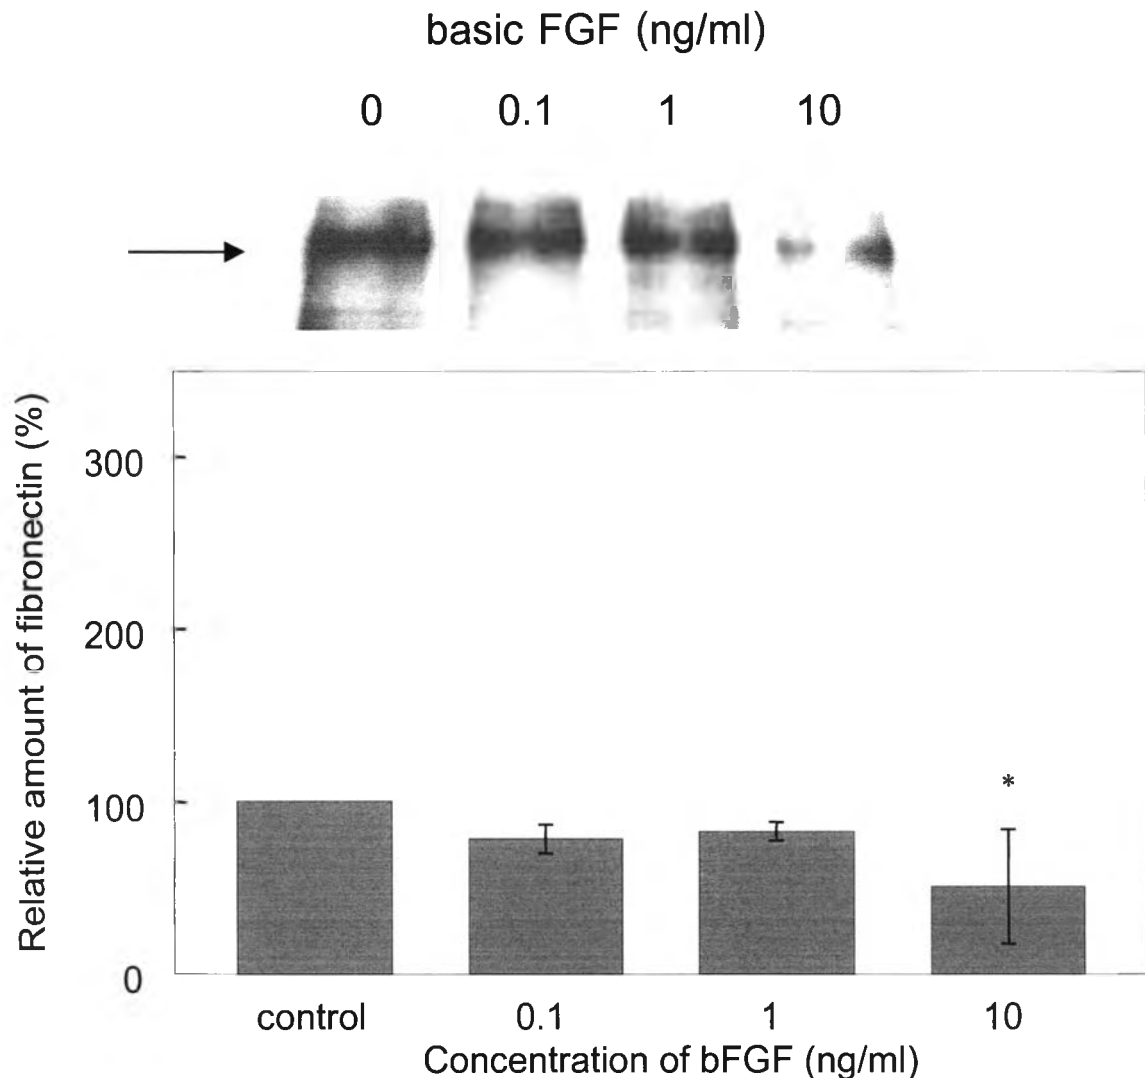 basic FGF (ng/ml)
0 0.1 1 10
Relative amount of fibronectin (%)
300
200
100
0
*
control 0.1 1 10
Concentration of bFGF (ng/ml)